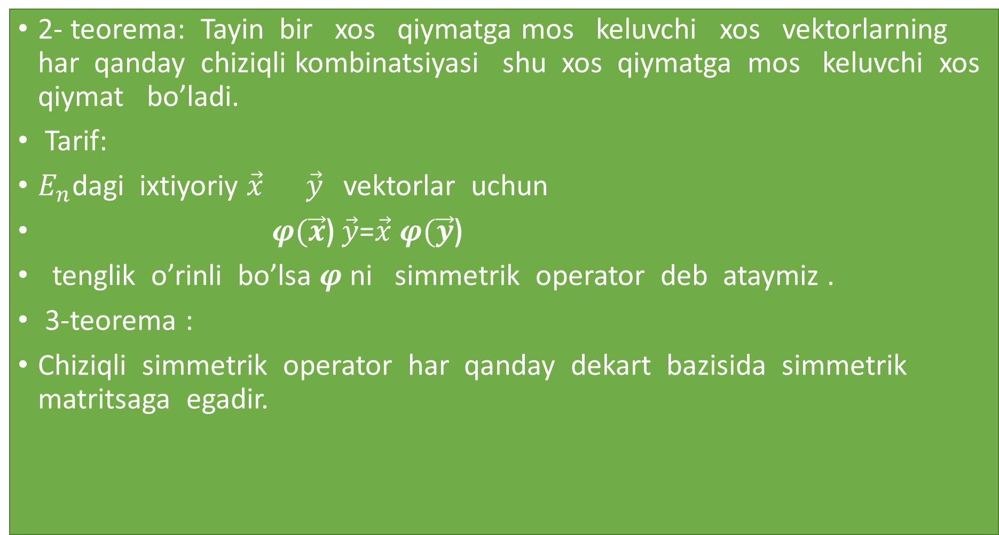 • 2- teorema: Tayin bir xos qiymatga mos keluvchi xos vektorlarning
har qanday chiziqli kombinatsiyasi shu xos qiymatga mos keluvchi xos
qiymat bo’ladi.
• Tarif:
• $E_n$ dagi ixtiyoriy $\vec{x}$ $\vec{y}$ vektorlar uchun
• $\boldsymbol{\varphi}(\vec{\boldsymbol{x}})\ \vec{y}=\vec{x}\ \boldsymbol{\varphi}(\vec{\boldsymbol{y}})$
• tenglik o’rinli bo’lsa $\boldsymbol{\varphi}$ ni simmetrik operator deb ataymiz .
• 3-teorema :
• Chiziqli simmetrik operator har qanday dekart bazisida simmetrik
matritsaga egadir.